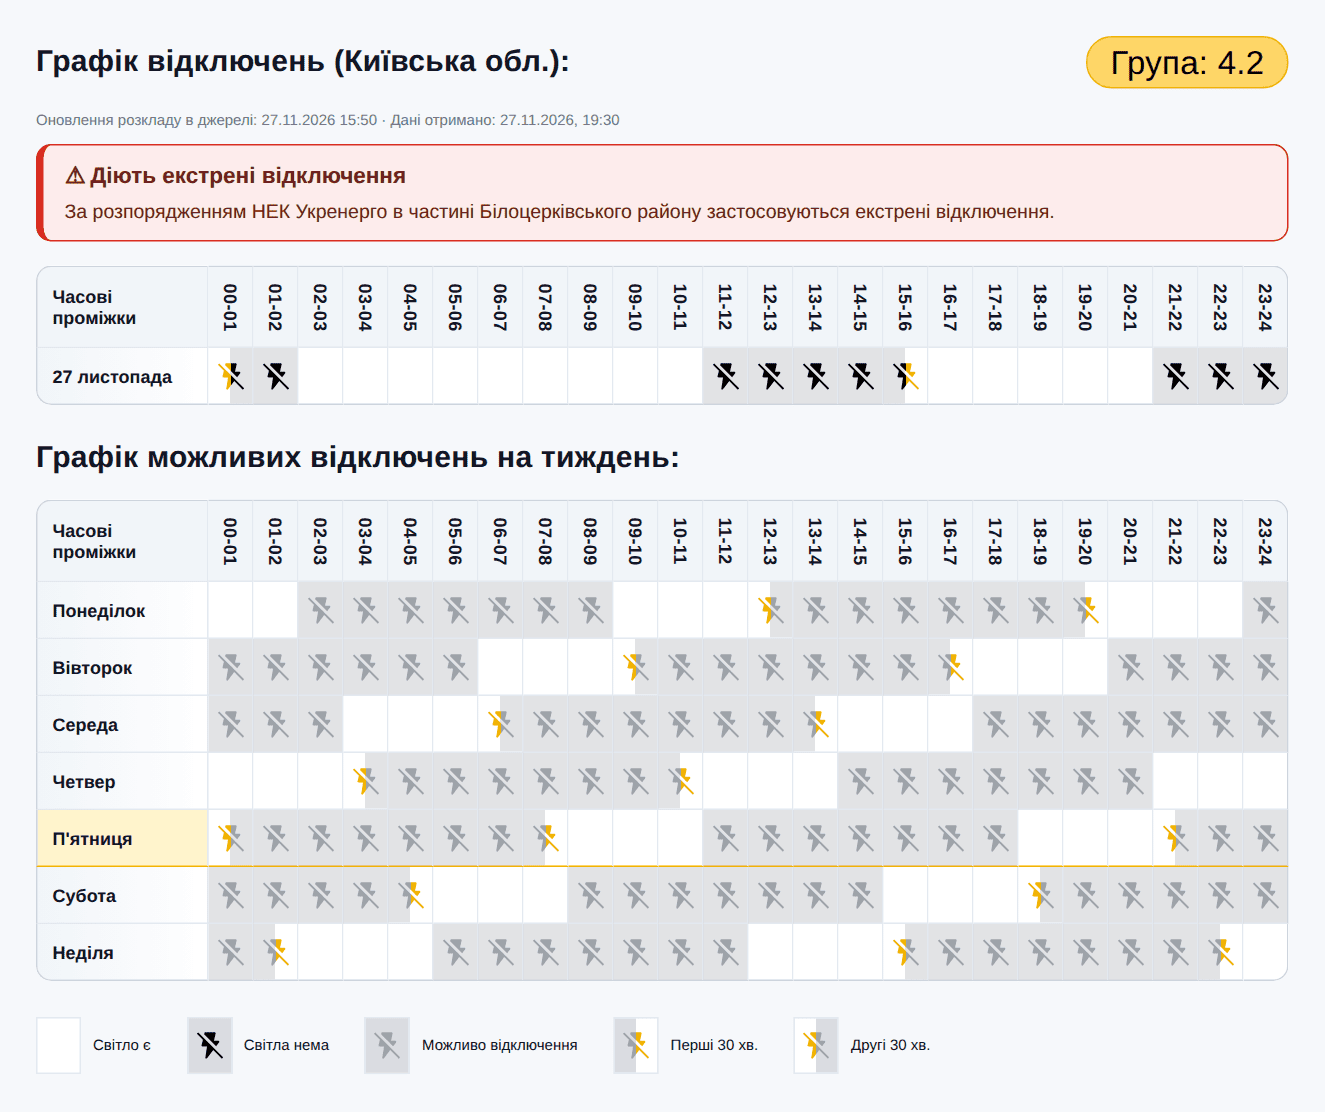 Графік відключень (Київська обл.):
Група: 4.2
Оновлення розкладу в джерелі: 27.11.2026 15:50 · Дані отримано: 27.11.2026, 19:30
⚠ Діють екстрені відключення
За розпорядженням НЕК Укренерго в частині Білоцерківського району застосовуються екстрені відключення.
Часові
проміжки
00-01 01-02 02-03 03-04 04-05 05-06 06-07 07-08 08-09 09-10 10-11 11-12 12-13 13-14 14-15 15-16 16-17 17-18 18-19 19-20 20-21 21-22 22-23 23-24
27 листопада
Графік можливих відключень на тиждень:
Часові
проміжки
00-01 01-02 02-03 03-04 04-05 05-06 06-07 07-08 08-09 09-10 10-11 11-12 12-13 13-14 14-15 15-16 16-17 17-18 18-19 19-20 20-21 21-22 22-23 23-24
Понеділок
Вівторок
Середа
Четвер
П'ятниця
Субота
Неділя
Світло є
Світла нема
Можливо відключення
Перші 30 хв.
Другі 30 хв.